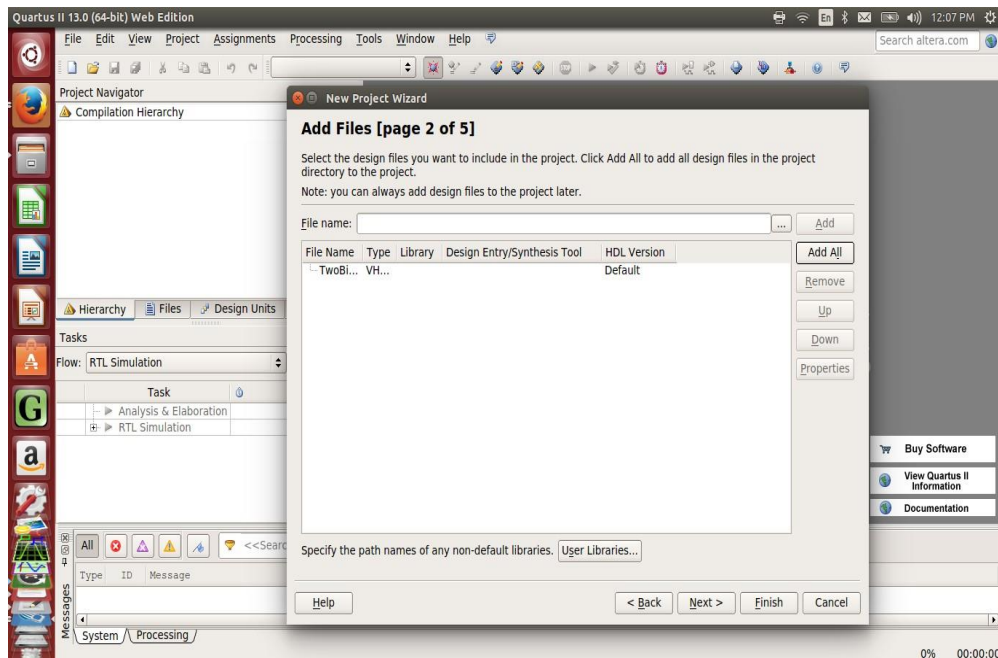 Quartus II 13.0 (64-bit) Web Edition
En
12:07 PM
File Edit View Project Assignments Processing Tools Window Help
Search altera.com
Project Navigator
Compilation Hierarchy
Hierarchy Files Design Units
Tasks
Flow: RTL Simulation
Task
Analysis & Elaboration
RTL Simulation
New Project Wizard
Add Files [page 2 of 5]
Select the design files you want to include in the project. Click Add All to add all design files in the project
directory to the project.
Note: you can always add design files to the project later.
File name: ... Add
File Name Type Library Design Entry/Synthesis Tool HDL Version
TwoBi... VH... Default
Add All
Remove
Up
Down
Properties
Specify the path names of any non-default libraries. User Libraries...
Help < Back Next > Finish Cancel
Buy Software
View Quartus II
Information
Documentation
A
G
a
All <<Searc
Type ID Message
Messages
System Processing
0% 00:00:00